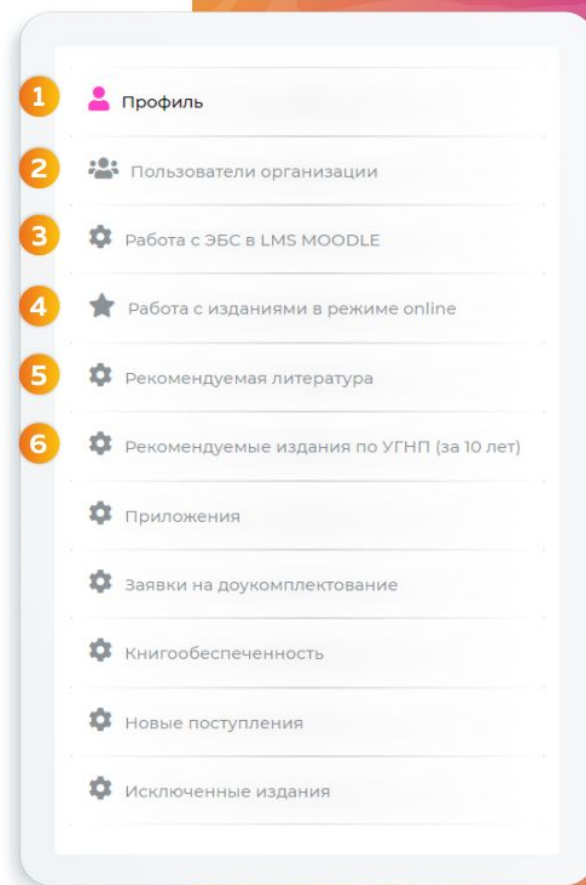 1 Профиль
2 Пользователи организации
3 Работа с ЭБС в LMS MOODLE
4 Работа с изданиями в режиме online
5 Рекомендуемая литература
6 Рекомендуемые издания по УГНП (за 10 лет)
Приложения
Заявки на доукомплектование
Книгообеспеченность
Новые поступления
Исключенные издания